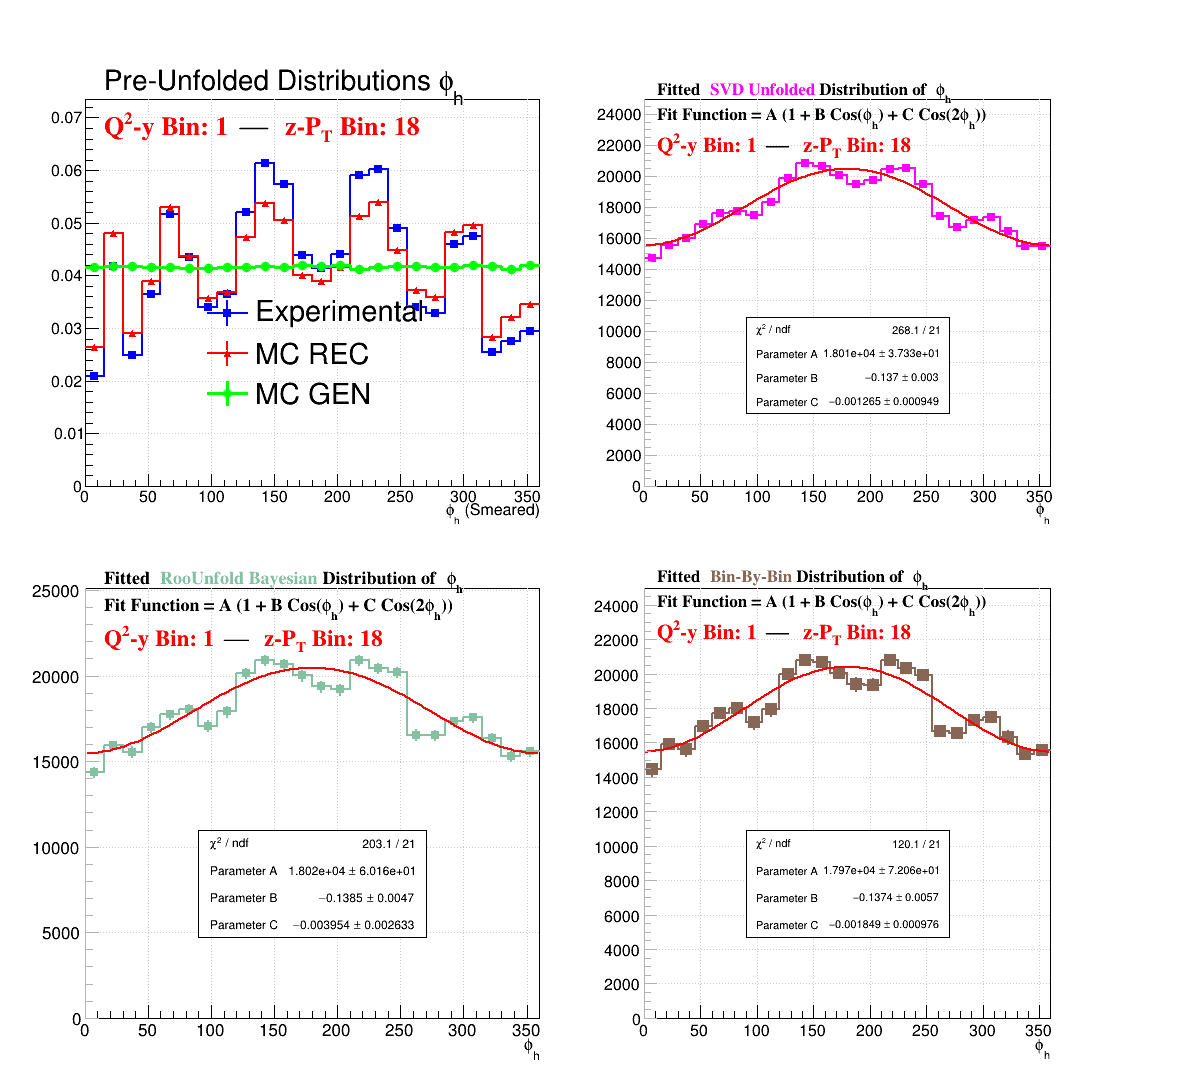 Pre-Unfolded Distributions ϕh
Q²-y Bin: 1 — z-PT Bin: 18
0.07
0.06
0.05
0.04
0.03
0.02
0.01
0
Experimental
MC REC
MC GEN
0 50 100 150 200 250 300 350
ϕh (Smeared)
Fitted SVD Unfolded Distribution of ϕh
Fit Function = A (1 + B Cos(ϕh) + C Cos(2ϕh))
Q²-y Bin: 1 — z-PT Bin: 18
24000
22000
20000
18000
16000
14000
12000
10000
8000
6000
4000
2000
0
χ² / ndf 268.1 / 21
Parameter A 1.801e+04 ± 3.733e+01
Parameter B −0.137 ± 0.003
Parameter C −0.001265 ± 0.000949
0 50 100 150 200 250 300 350
ϕh
Fitted RooUnfold Bayesian Distribution of ϕh
Fit Function = A (1 + B Cos(ϕh) + C Cos(2ϕh))
Q²-y Bin: 1 — z-PT Bin: 18
25000
20000
15000
10000
5000
0
χ² / ndf 203.1 / 21
Parameter A 1.802e+04 ± 6.016e+01
Parameter B −0.1385 ± 0.0047
Parameter C −0.003954 ± 0.002633
0 50 100 150 200 250 300 350
ϕh
Fitted Bin-By-Bin Distribution of ϕh
Fit Function = A (1 + B Cos(ϕh) + C Cos(2ϕh))
Q²-y Bin: 1 — z-PT Bin: 18
24000
22000
20000
18000
16000
14000
12000
10000
8000
6000
4000
2000
0
χ² / ndf 120.1 / 21
Parameter A 1.797e+04 ± 7.206e+01
Parameter B −0.1374 ± 0.0057
Parameter C −0.001849 ± 0.000976
0 50 100 150 200 250 300 350
ϕh